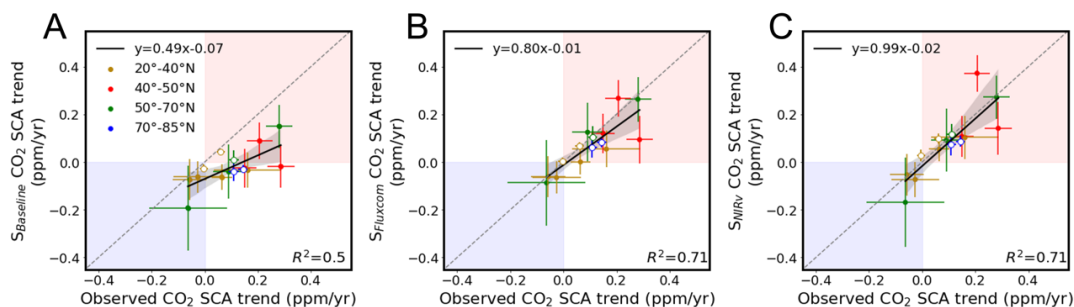 A
y=0.49x-0.07
20°-40°N
40°-50°N
50°-70°N
70°-85°N
R²=0.5
0.4
0.2
0.0
−0.2
−0.4
−0.4 −0.2 0.0 0.2 0.4
S_Baseline CO₂ SCA trend
(ppm/yr)
Observed CO₂ SCA trend (ppm/yr)
B
y=0.80x-0.01
R²=0.71
0.4
0.2
0.0
−0.2
−0.4
−0.4 −0.2 0.0 0.2 0.4
S_Fluxcom CO₂ SCA trend
(ppm/yr)
Observed CO₂ SCA trend (ppm/yr)
C
y=0.99x-0.02
R²=0.71
0.4
0.2
0.0
−0.2
−0.4
−0.4 −0.2 0.0 0.2 0.4
S_NIRv CO₂ SCA trend
(ppm/yr)
Observed CO₂ SCA trend (ppm/yr)